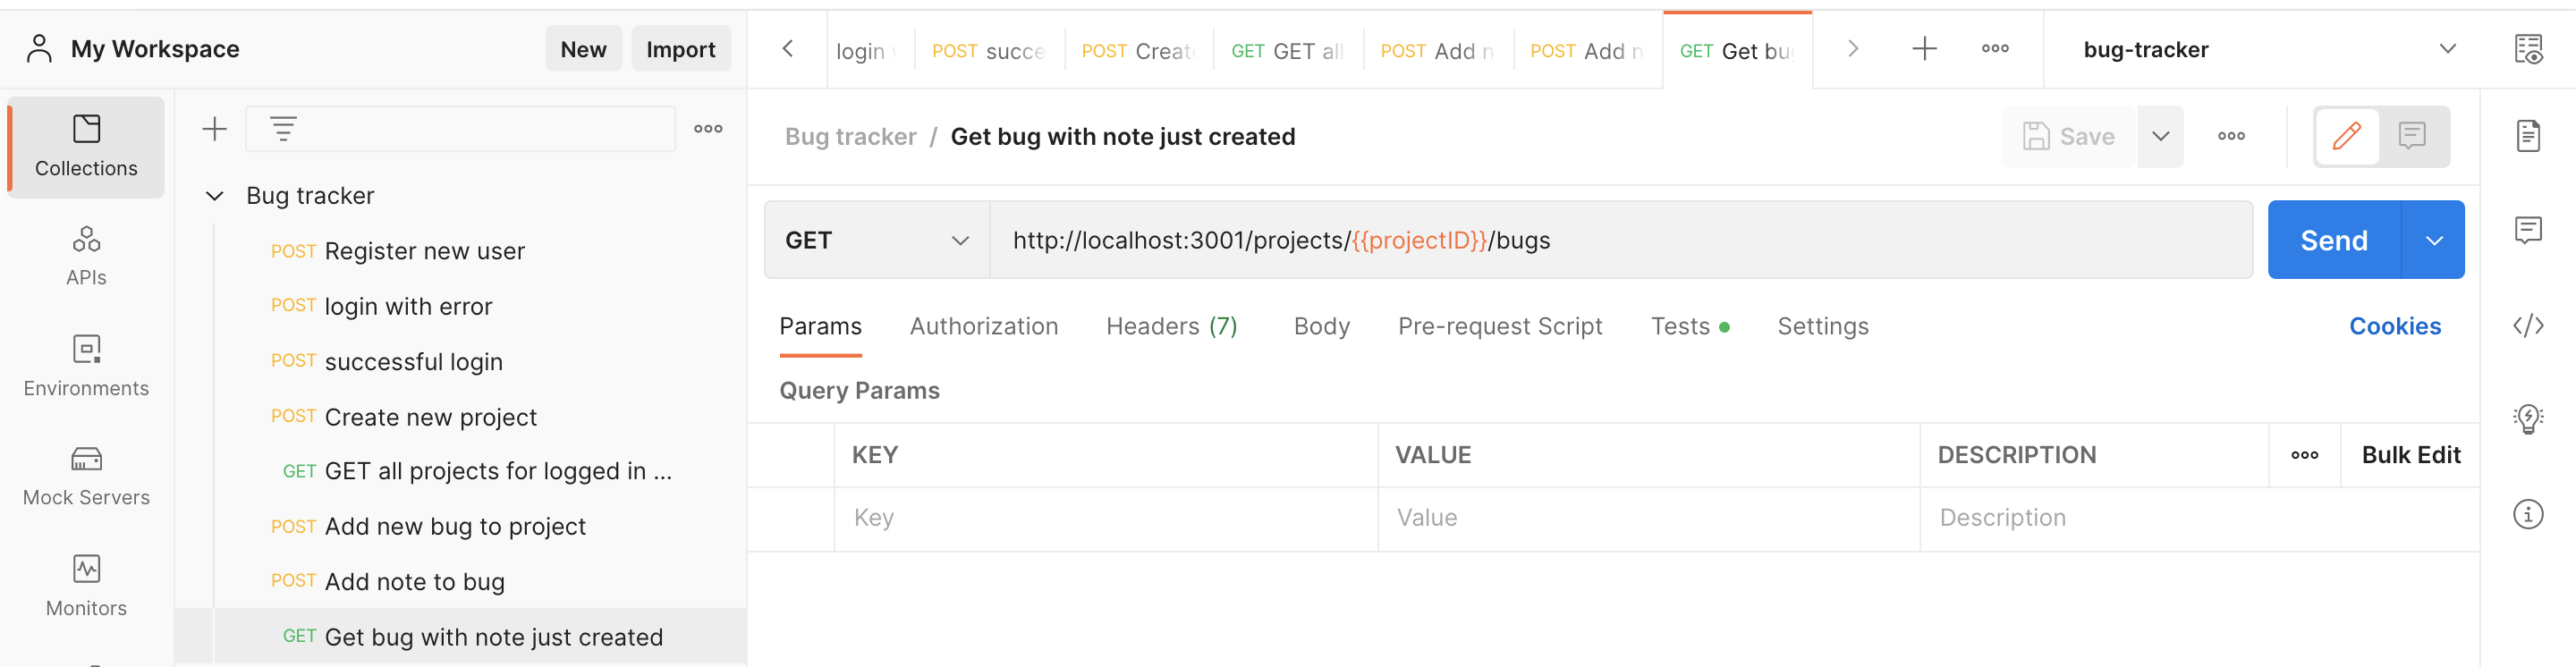 My Workspace
New
Import
login
POST succe
POST Create
GET GET all
POST Add n
POST Add n
GET Get bu
bug-tracker
Collections
APIs
Environments
Mock Servers
Monitors
Bug tracker
POST Register new user
POST login with error
POST successful login
POST Create new project
GET GET all projects for logged in ...
POST Add new bug to project
POST Add note to bug
GET Get bug with note just created
Bug tracker / Get bug with note just created
Save
GET
http://localhost:3001/projects/{{projectID}}/bugs
Send
Params
Authorization
Headers (7)
Body
Pre-request Script
Tests
Settings
Cookies
Query Params
KEY
VALUE
DESCRIPTION
Bulk Edit
Key
Value
Description